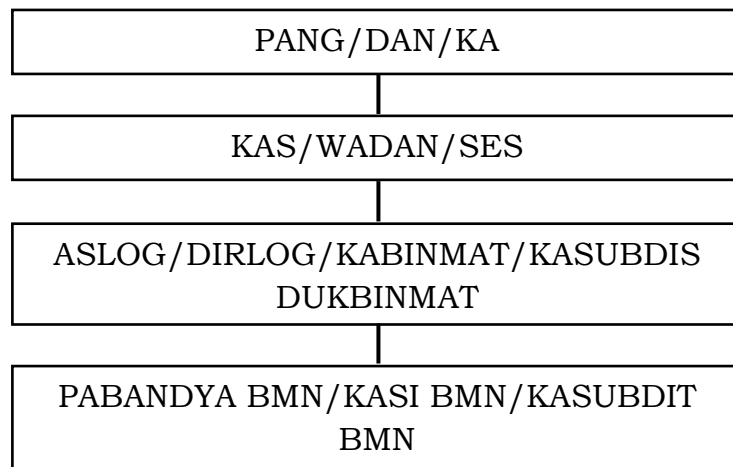 PANG/DAN/KA
KAS/WADAN/SES
ASLOG/DIRLOG/KABINMAT/KASUBDIS
DUKBINMAT
PABANDYA BMN/KASI BMN/KASUBDIT
BMN